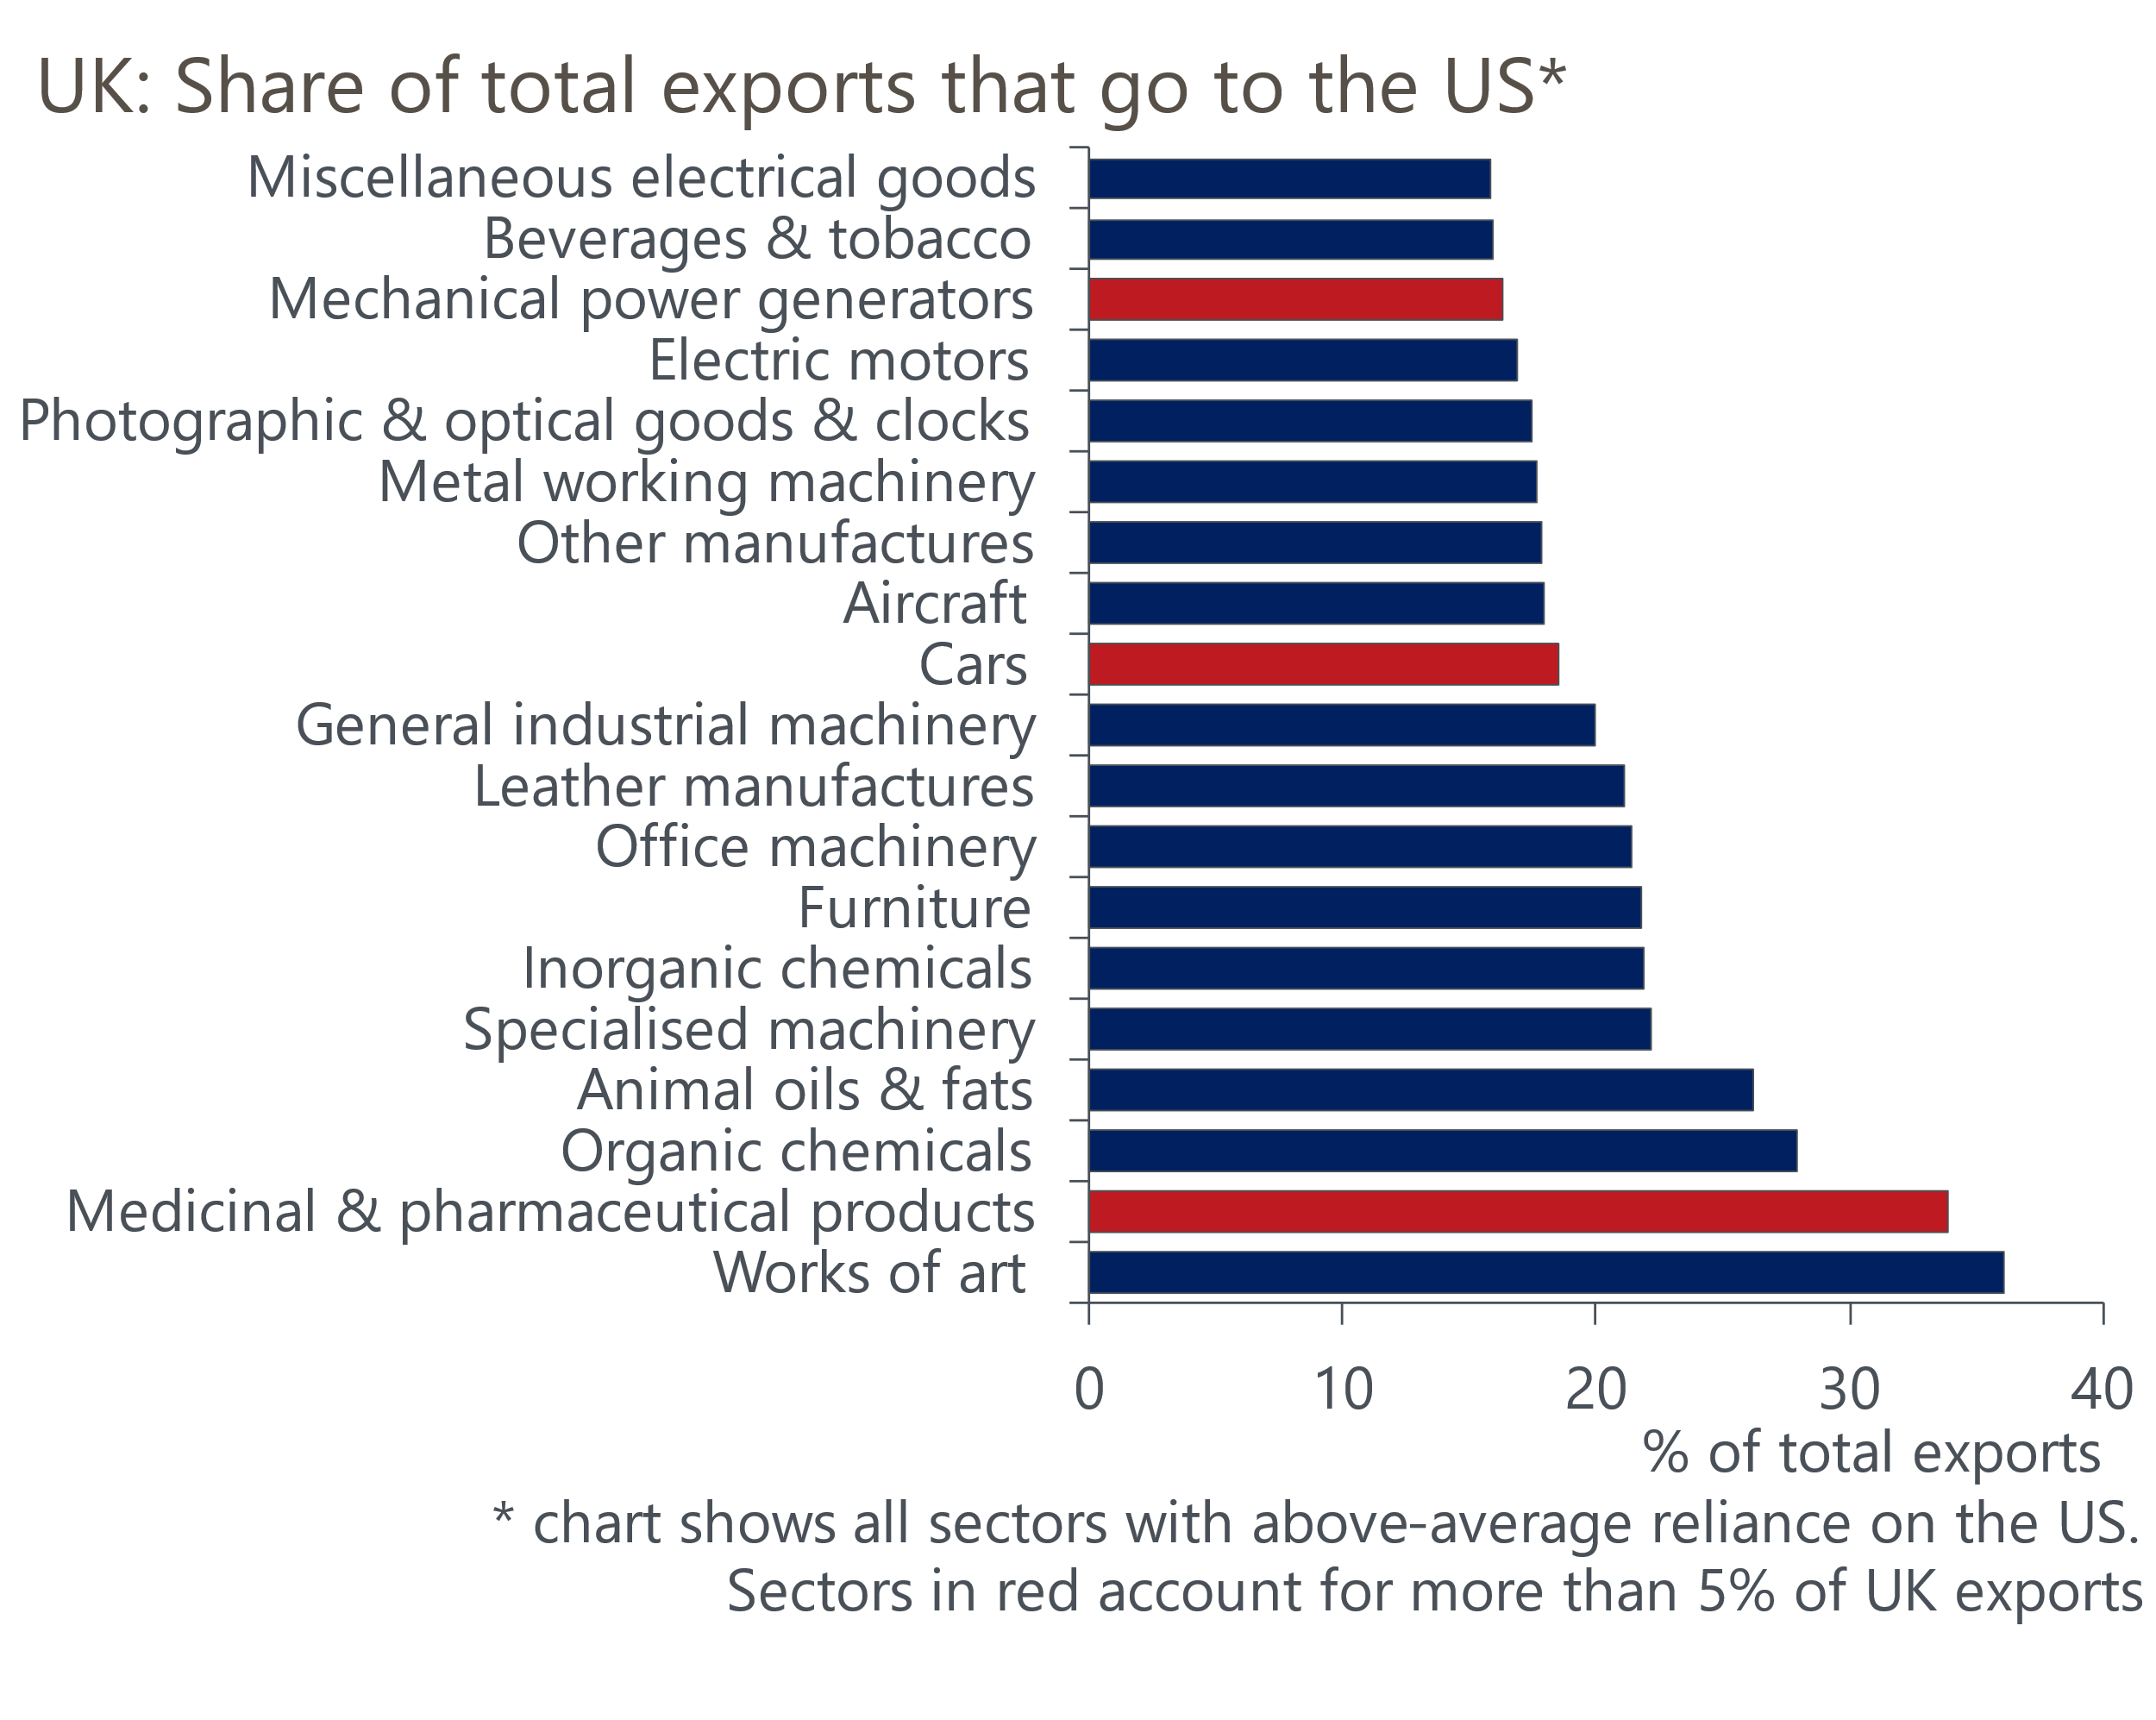 UK: Share of total exports that go to the US*
Miscellaneous electrical goods
Beverages & tobacco
Mechanical power generators
Electric motors
Photographic & optical goods & clocks
Metal working machinery
Other manufactures
Aircraft
Cars
General industrial machinery
Leather manufactures
Office machinery
Furniture
Inorganic chemicals
Specialised machinery
Animal oils & fats
Organic chemicals
Medicinal & pharmaceutical products
Works of art
0 10 20 30 40
% of total exports
* chart shows all sectors with above-average reliance on the US.
Sectors in red account for more than 5% of UK exports